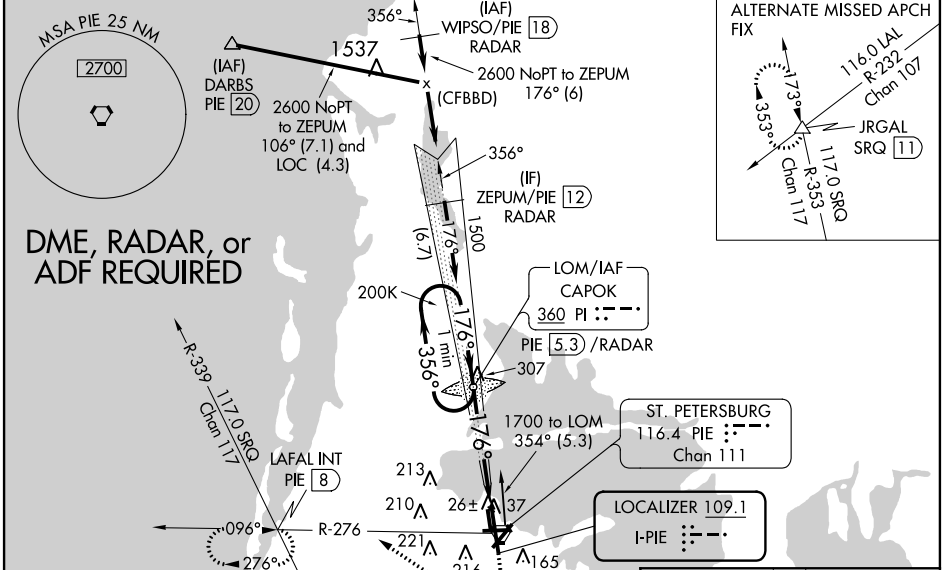 MSA PIE 25 NM
2700
(IAF)
DARBS
PIE 20
1537
2600 NoPT
to ZEPUM
106° (7.1) and
LOC (4.3)
356°
(IAF)
WIPSO/PIE 18
RADAR
2600 NoPT to ZEPUM
176° (6)
(CFBBD)
356°
(IF)
ZEPUM/PIE 12
RADAR
1500
(6.7)
176°
DME, RADAR, or
ADF REQUIRED
200K
176°
1 min
356°
LOM/IAF
CAPOK
360 PI
PIE 5.3 /RADAR
307
176°
1700 to LOM
354° (5.3)
ST. PETERSBURG
116.4 PIE
Chan 111
LOCALIZER 109.1
I-PIE
R-339
117.0 SRQ
Chan 117
LAFAL INT
PIE 8
096°
R-276
276°
213
210
26±
37
221
216
165
ALTERNATE MISSED APCH
FIX
116.0 LAL
R-232
Chan 107
173°
353°
JRGAL
SRQ 11
117.0 SRQ
R-353
Chan 117